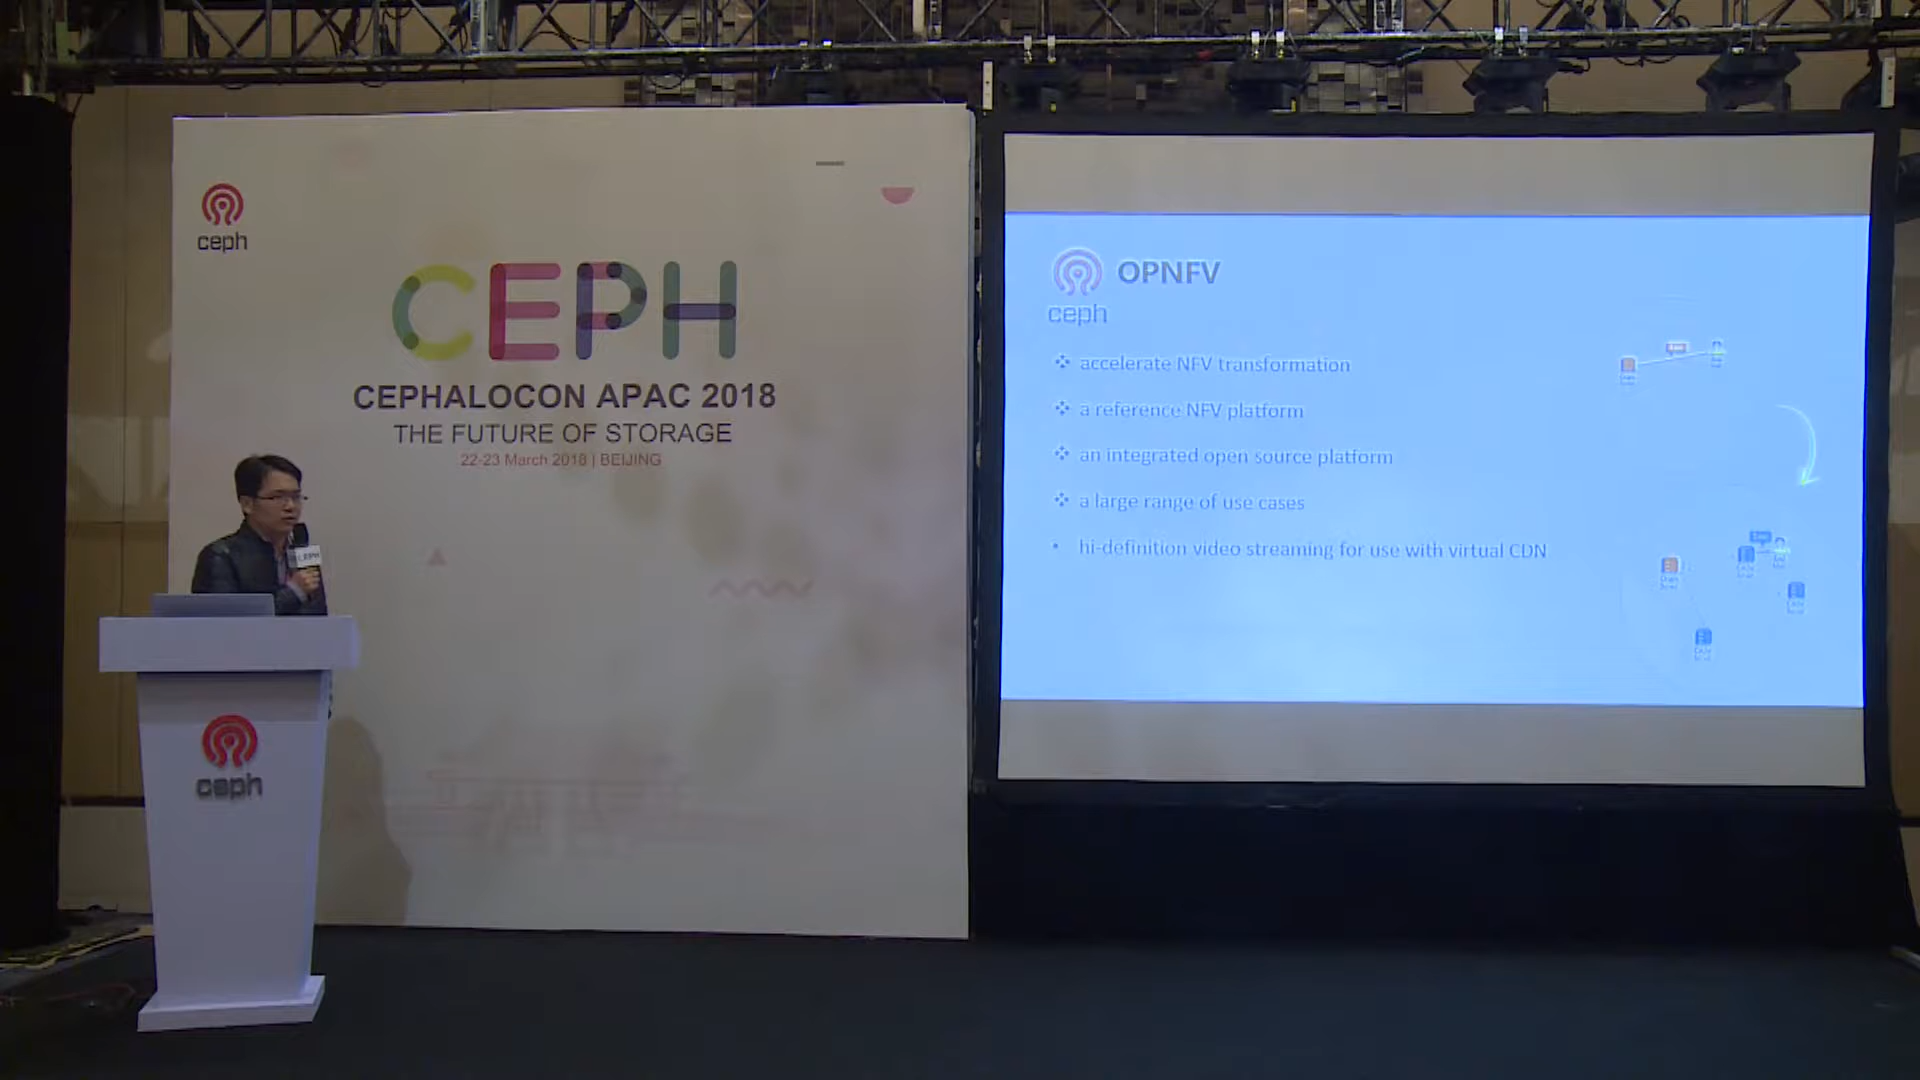 ceph
CEPH
CEPHALOCON APAC 2018
THE FUTURE OF STORAGE
22-23 March 2018 | BEIJING
CEPH
ceph
OPNFV
ceph
accelerate NFV transformation
a reference NFV platform
an integrated open source platform
a large range of use cases
hi-definition video streaming for use with virtual CDN